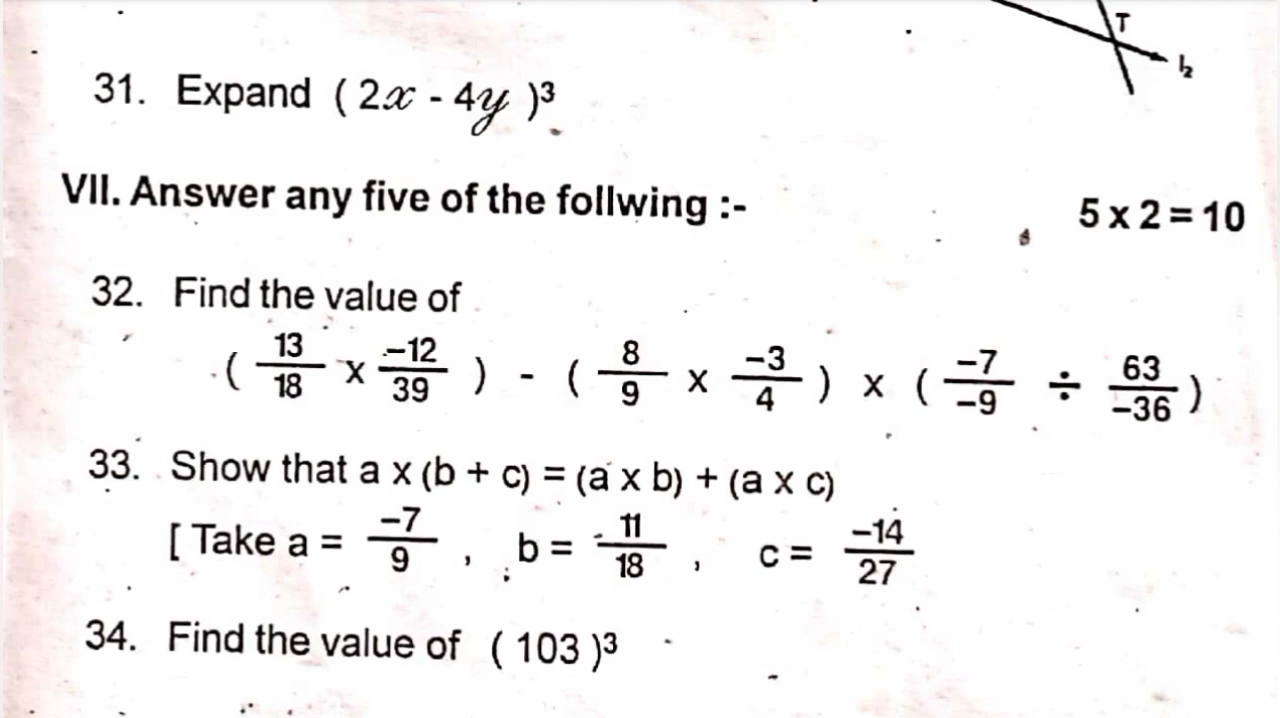 T
l₂
31. Expand ( 2x - 4y )³
VII. Answer any five of the follwing :- 5 x 2 = 10
32. Find the value of
( 13/18 x -12/39 ) - ( 8/9 x -3/4 ) x ( -7/-9 ÷ 63/-36 )
33. Show that a x (b + c) = (a x b) + (a x c)
[ Take a = -7/9 , b = 11/18 , c = -14/27
34. Find the value of ( 103 )³